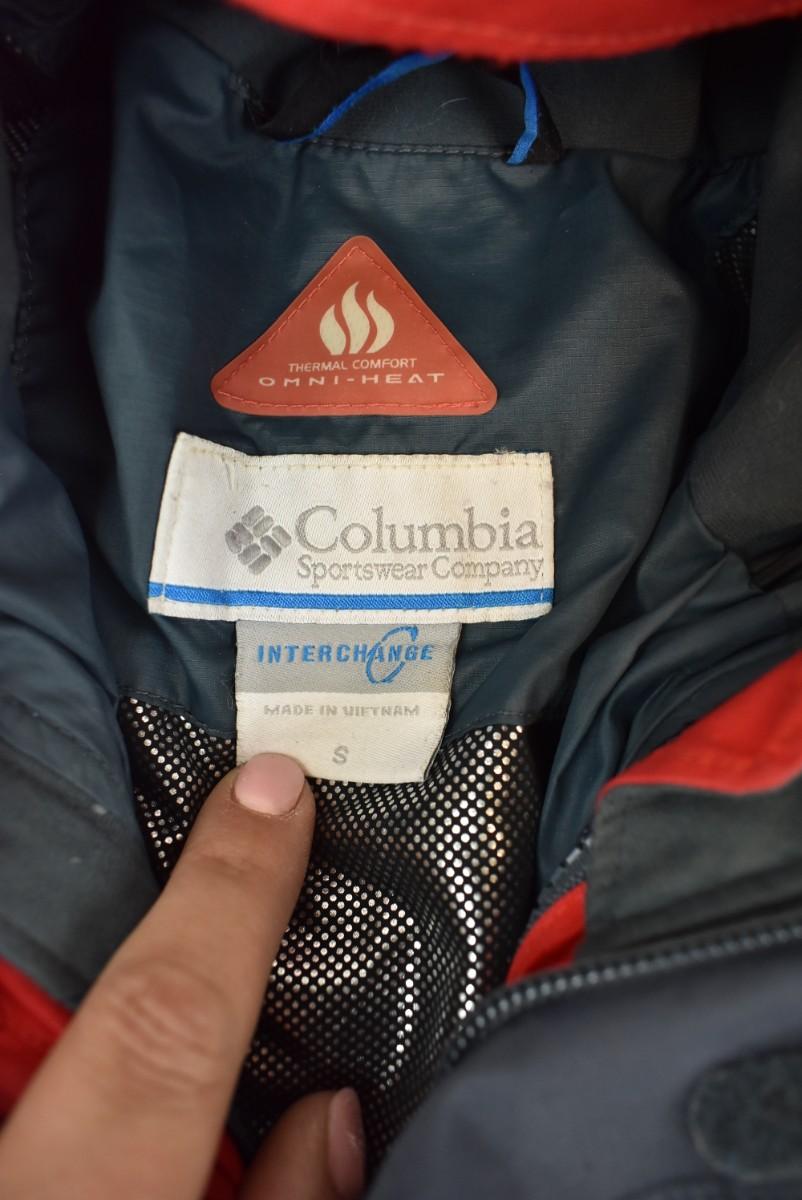 THERMAL COMFORT
OMNI-HEAT
Columbia
Sportswear Company
INTERCHANGE
MADE IN VIETNAM
S